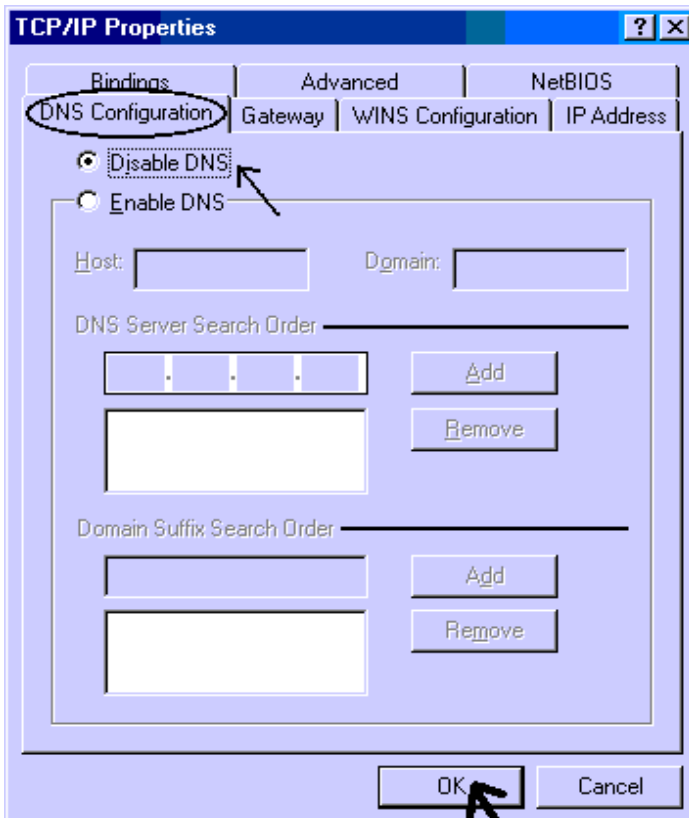 TCP/IP Properties
? X
Bindings Advanced NetBIOS
DNS Configuration Gateway WINS Configuration IP Address
Disable DNS
Enable DNS
Host: Domain:
DNS Server Search Order
. . . Add
Remove
Domain Suffix Search Order
Add
Remove
OK Cancel